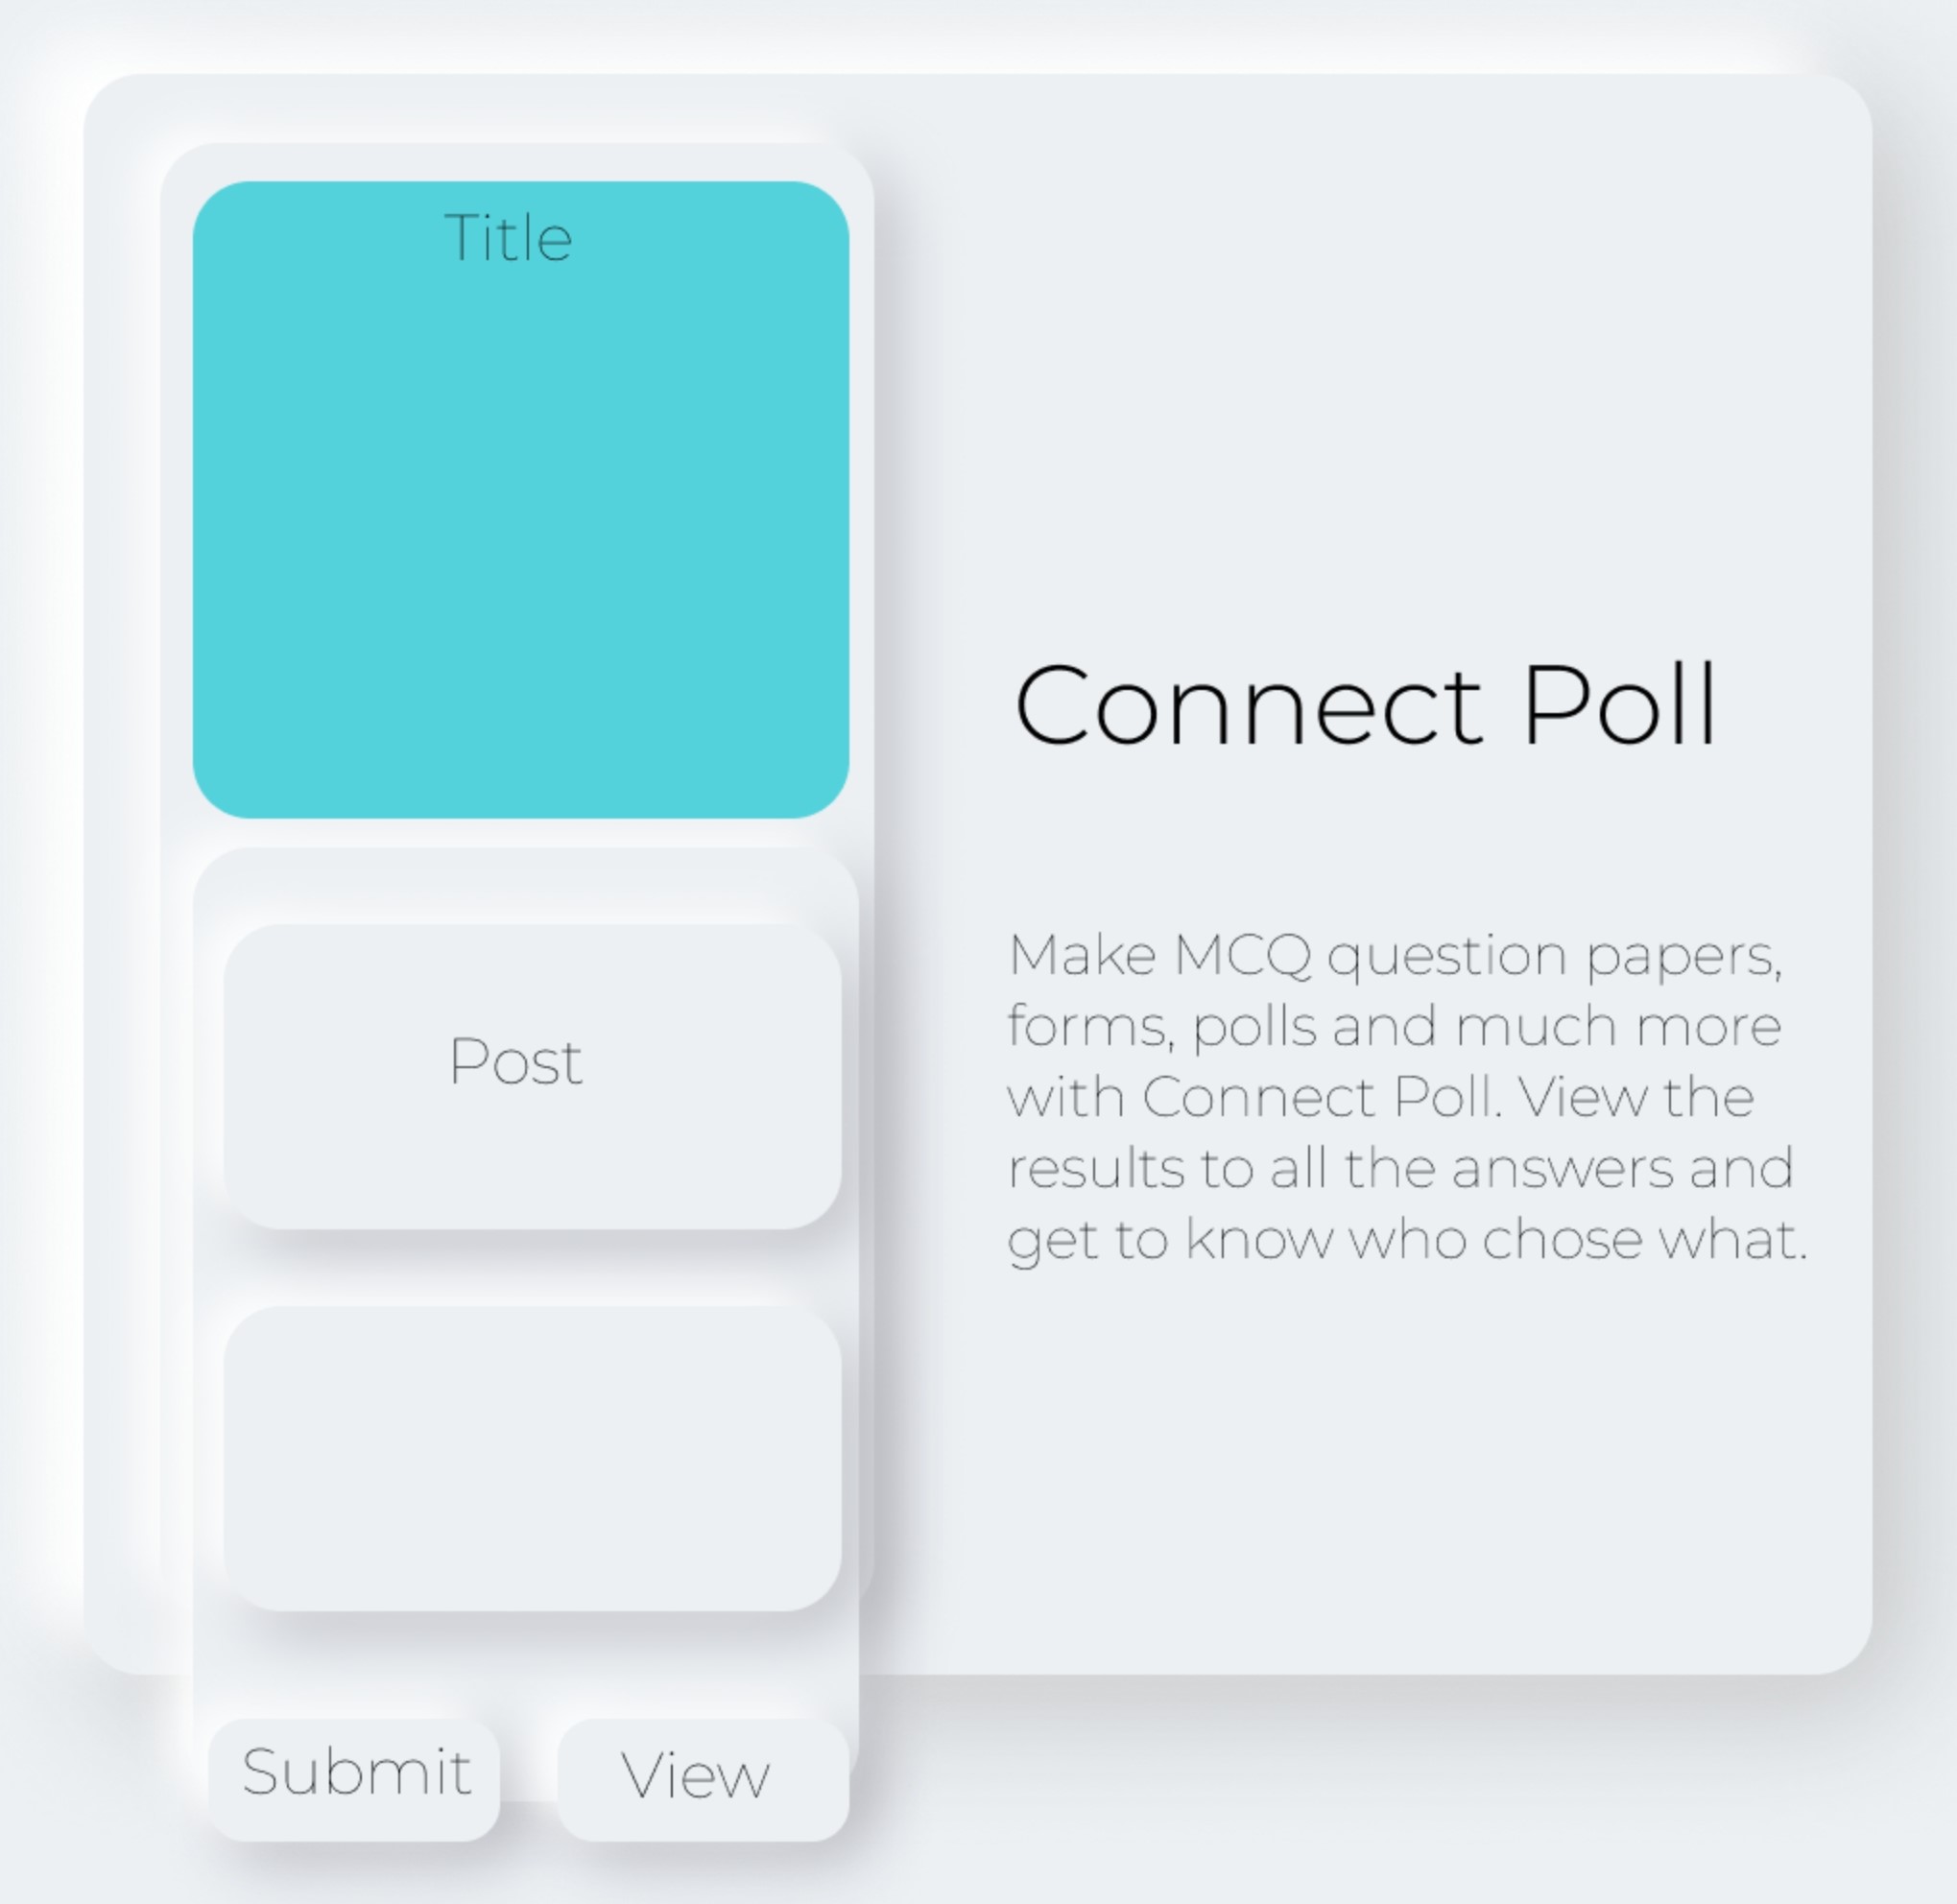 Title
Post
Submit
View
Connect Poll
Make MCQ question papers,
forms, polls and much more
with Connect Poll. View the
results to all the answers and
get to know who chose what.